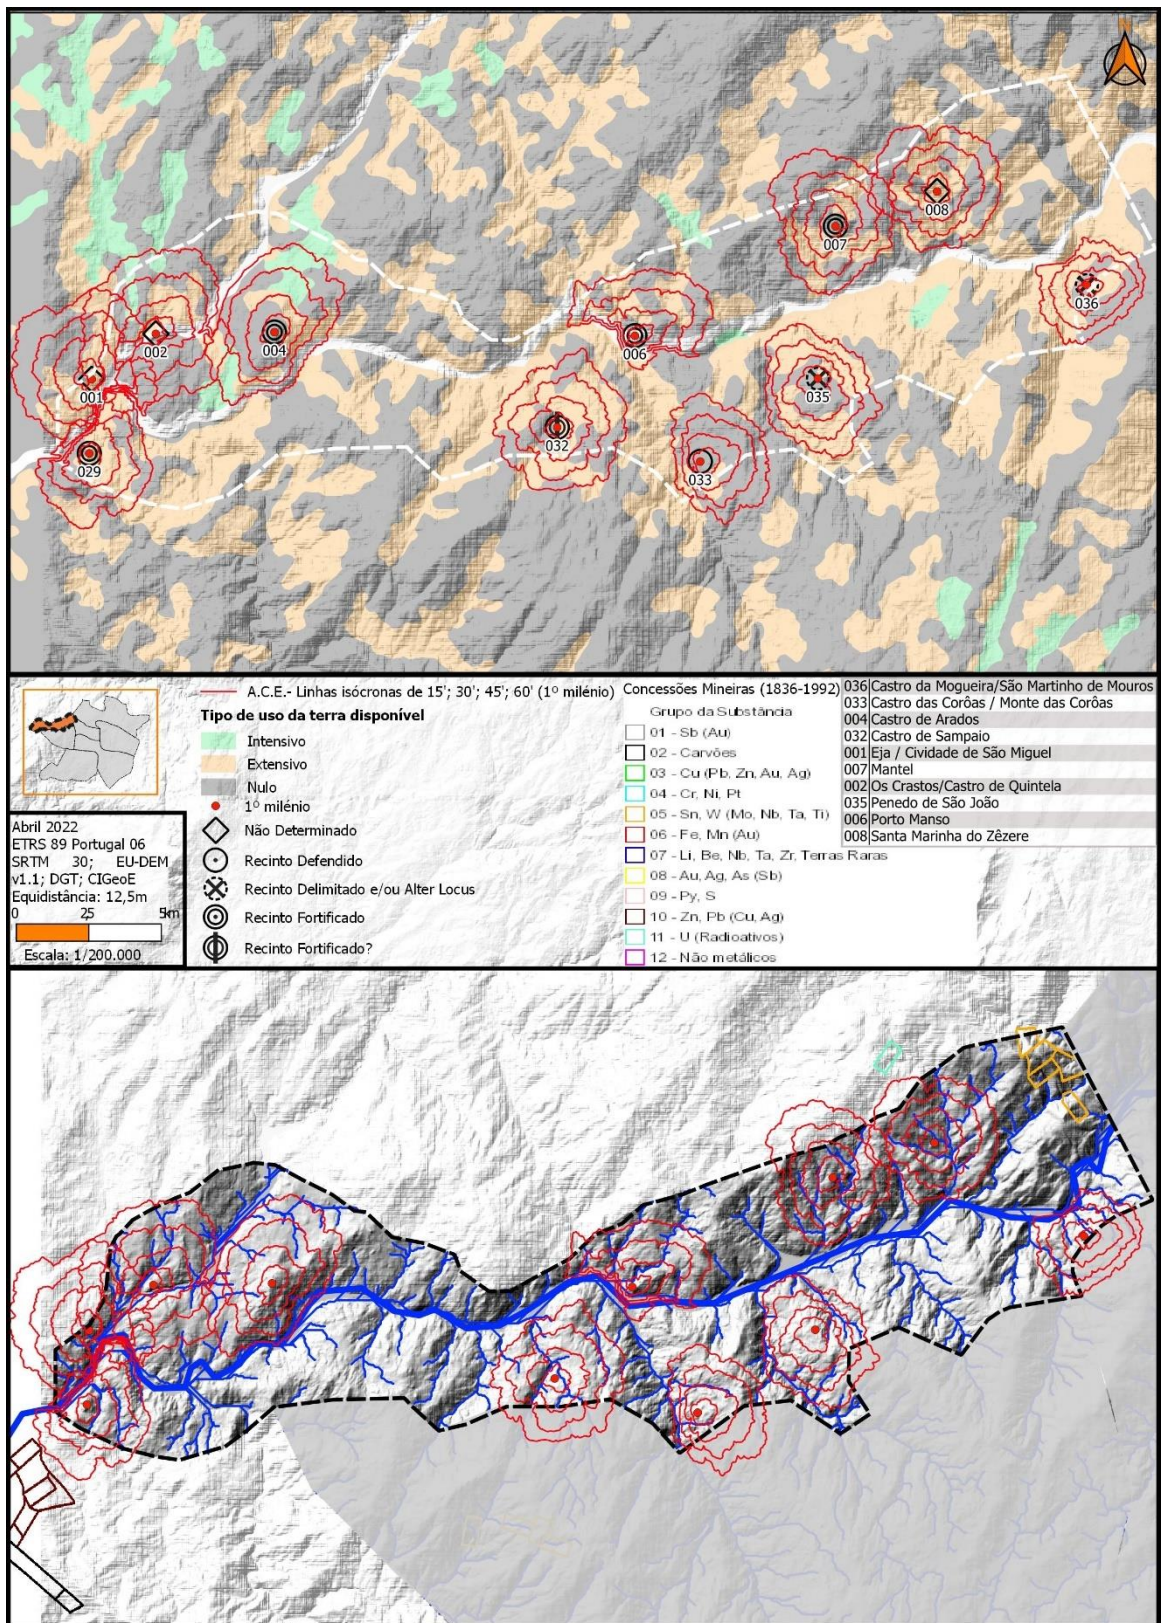 N
008
007
036
002
004
006
001
035
032
029
033
A.C.E.- Linhas isócronas de 15'; 30'; 45'; 60' (1º milénio)
Tipo de uso da terra disponível
Intensivo
Extensivo
Nulo
1º milénio
Não Determinado
Recinto Defendido
Recinto Delimitado e/ou Alter Locus
Recinto Fortificado
Recinto Fortificado?
Abril 2022
ETRS 89 Portugal 06
SRTM 30; EU-DEM
v1.1; DGT; CIGeoE
Equidistância: 12,5m
0 25 5km
Escala: 1/200.000
Concessões Mineiras (1836-1992)
Grupo da Substância
01 - Sb (Au)
02 - Carvões
03 - Cu (Pb, Zn, Au, Ag)
04 - Cr, Ni, Pt
05 - Sn, W (Mo, Nb, Ta, Ti)
06 - Fe, Mn (Au)
07 - Li, Be, Nb, Ta, Zr, Terras Raras
08 - Au, Ag, As (Sb)
09 - Py, S
10 - Zn, Pb (Cu, Ag)
11 - U (Radioativos)
12 - Não metálicos
036 Castro da Mogueira/São Martinho de Mouros
033 Castro das Corôas / Monte das Corôas
004 Castro de Arados
032 Castro de Sampaio
001 Eja / Cividade de São Miguel
007 Mantel
002 Os Crastos/Castro de Quintela
035 Penedo de São João
006 Porto Manso
008 Santa Marinha do Zêzere